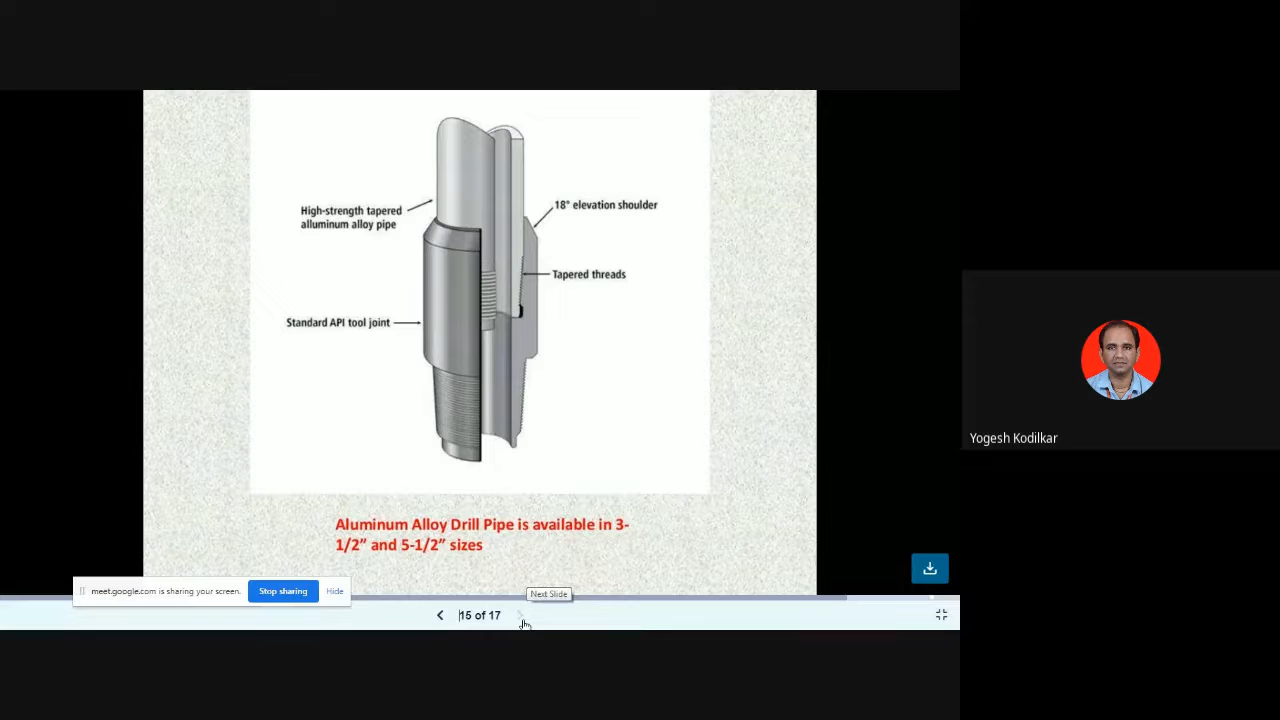 High-strength tapered
alluminum alloy pipe
18° elevation shoulder
Tapered threads
Standard API tool joint
Aluminum Alloy Drill Pipe is available in 3-
1/2” and 5-1/2” sizes
meet.google.com is sharing your screen.
Stop sharing
Hide
Next Slide
15 of 17
Yogesh Kodilkar